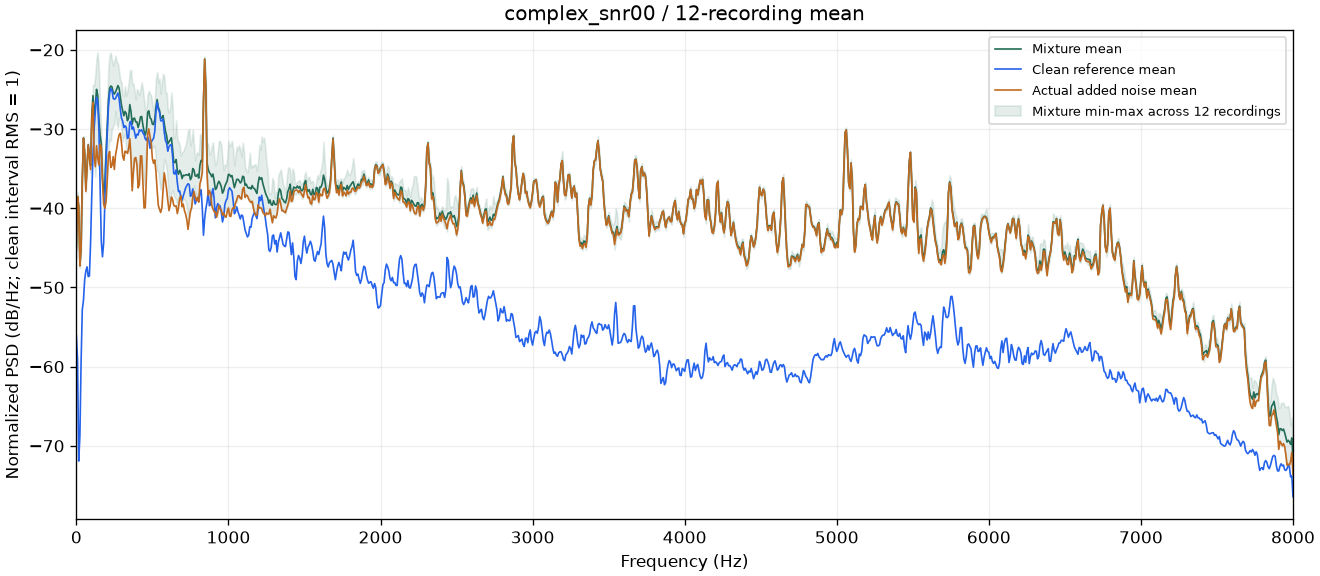 complex_snr00 / 12-recording mean
Normalized PSD (dB/Hz; clean interval RMS = 1)
−20
−30
−40
−50
−60
−70
Mixture mean
Clean reference mean
Actual added noise mean
Mixture min-max across 12 recordings
0 1000 2000 3000 4000 5000 6000 7000 8000
Frequency (Hz)